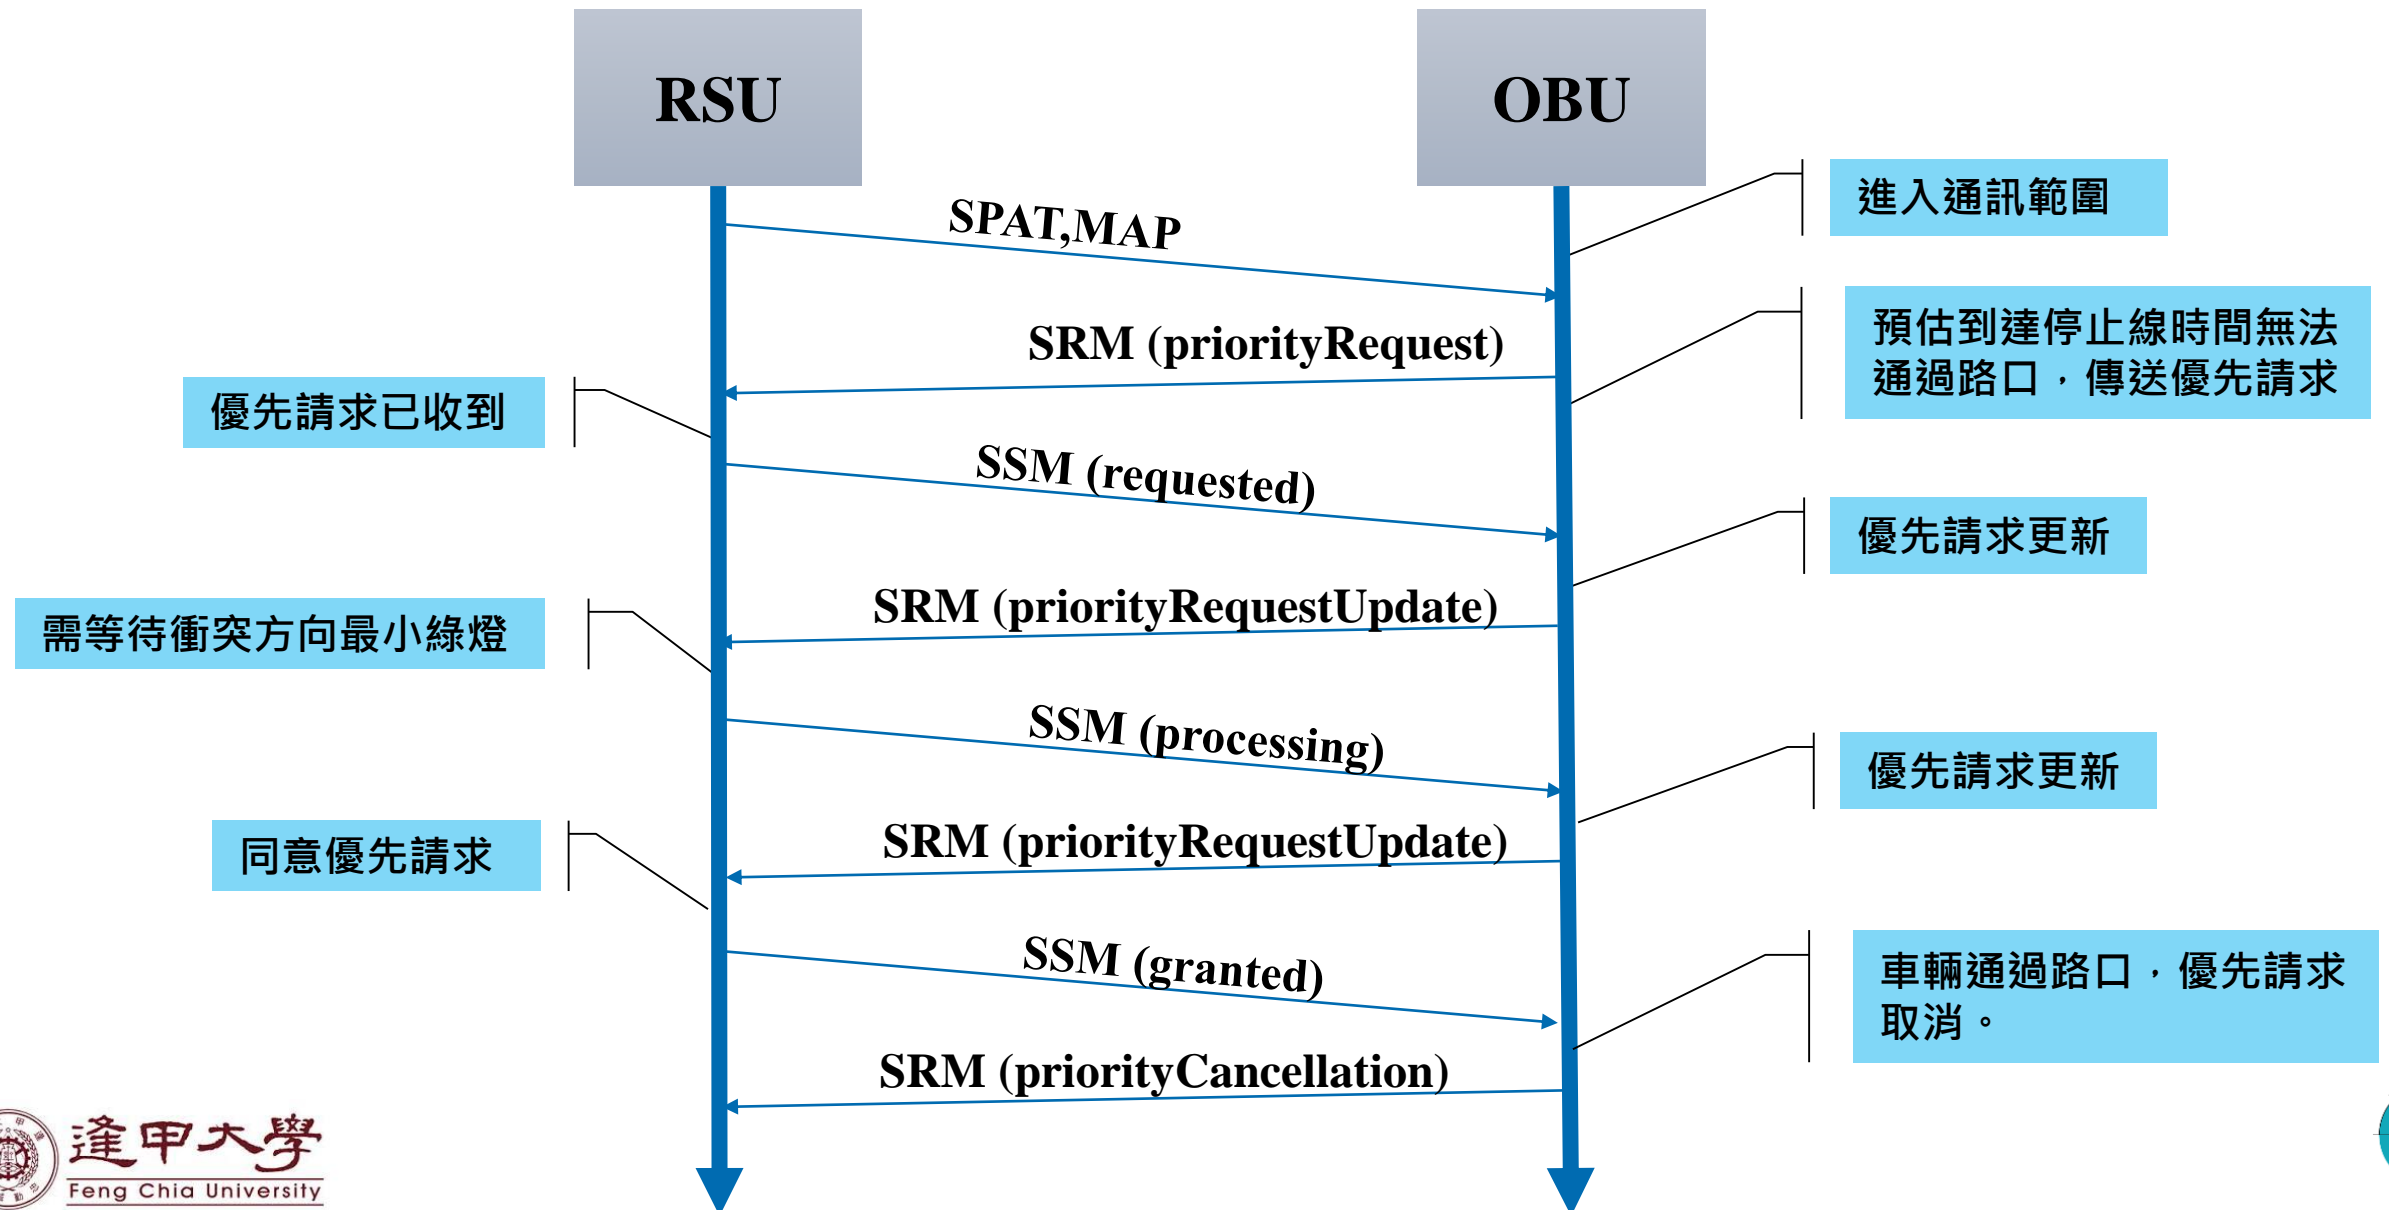 RSU
OBU
進入通訊範圍
SPAT,MAP
預估到達停止線時間無法
通過路口，傳送優先請求
SRM (priorityRequest)
優先請求已收到
SSM (requested)
優先請求更新
SRM (priorityRequestUpdate)
需等待衝突方向最小綠燈
SSM (processing)
優先請求更新
SRM (priorityRequestUpdate)
同意優先請求
SSM (granted)
車輛通過路口，優先請求
取消。
SRM (priorityCancellation)
逢甲大學
Feng Chia University